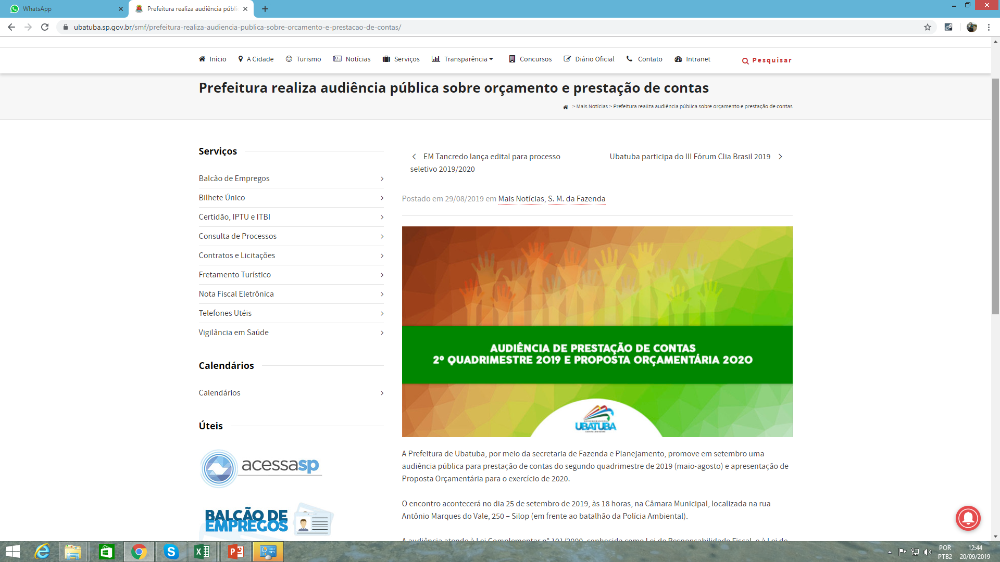 WhatsApp
Prefeitura realiza audiência públi
ubatuba.sp.gov.br/smf/prefeitura-realiza-audiencia-publica-sobre-orcamento-e-prestacao-de-contas/
Início A Cidade Turismo Notícias Serviços Transparência Concursos Diário Oficial Contato Intranet Pesquisar
Prefeitura realiza audiência pública sobre orçamento e prestação de contas
> Mais Notícias > Prefeitura realiza audiência pública sobre orçamento e prestação de contas
Serviços
Balcão de Empregos
Bilhete Único
Certidão, IPTU e ITBI
Consulta de Processos
Contratos e Licitações
Fretamento Turístico
Nota Fiscal Eletrônica
Telefones Utéis
Vigilância em Saúde
Calendários
Calendários
Úteis
acessasp
BALCÃO DE
EMPREGOS
EM Tancredo lança edital para processo
seletivo 2019/2020
Ubatuba participa do III Fórum Clia Brasil 2019
Postado em 29/08/2019 em Mais Notícias, S. M. da Fazenda
AUDIÊNCIA DE PRESTAÇÃO DE CONTAS
2º QUADRIMESTRE 2019 E PROPOSTA ORÇAMENTÁRIA 2020
UBATUBA
A Prefeitura de Ubatuba, por meio da secretaria de Fazenda e Planejamento, promove em setembro uma
audiência pública para prestação de contas do segundo quadrimestre de 2019 (maio-agosto) e apresentação de
Proposta Orçamentária para o exercício de 2020.
O encontro acontecerá no dia 25 de setembro de 2019, às 18 horas, na Câmara Municipal, localizada na rua
Antônio Marques do Vale, 250 – Silop (em frente ao batalhão da Polícia Ambiental).
A audiência atende à Lei Complementar nº 101/2000, conhecida como Lei de Responsabilidade Fiscal, e à Lei de
POR
PTB2
12:44
20/09/2019